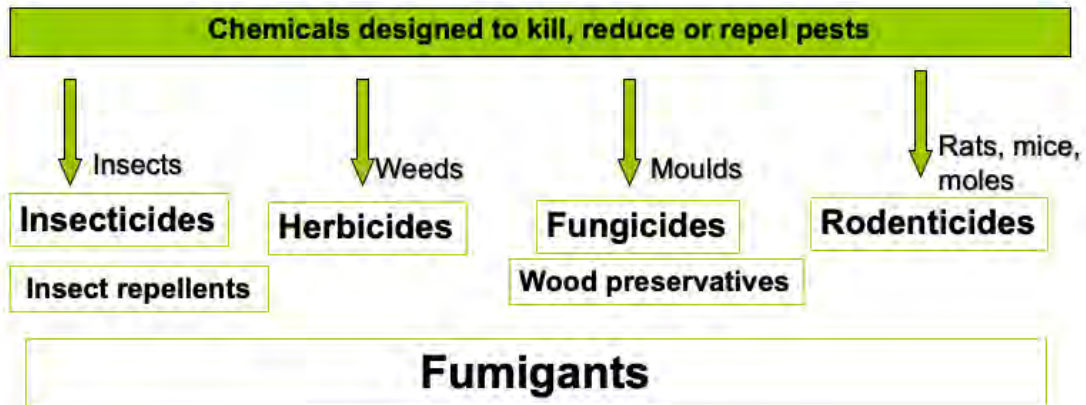 Chemicals designed to kill, reduce or repel pests
Insects
Weeds
Moulds
Rats, mice,
moles
Insecticides
Herbicides
Fungicides
Rodenticides
Insect repellents
Wood preservatives
Fumigants